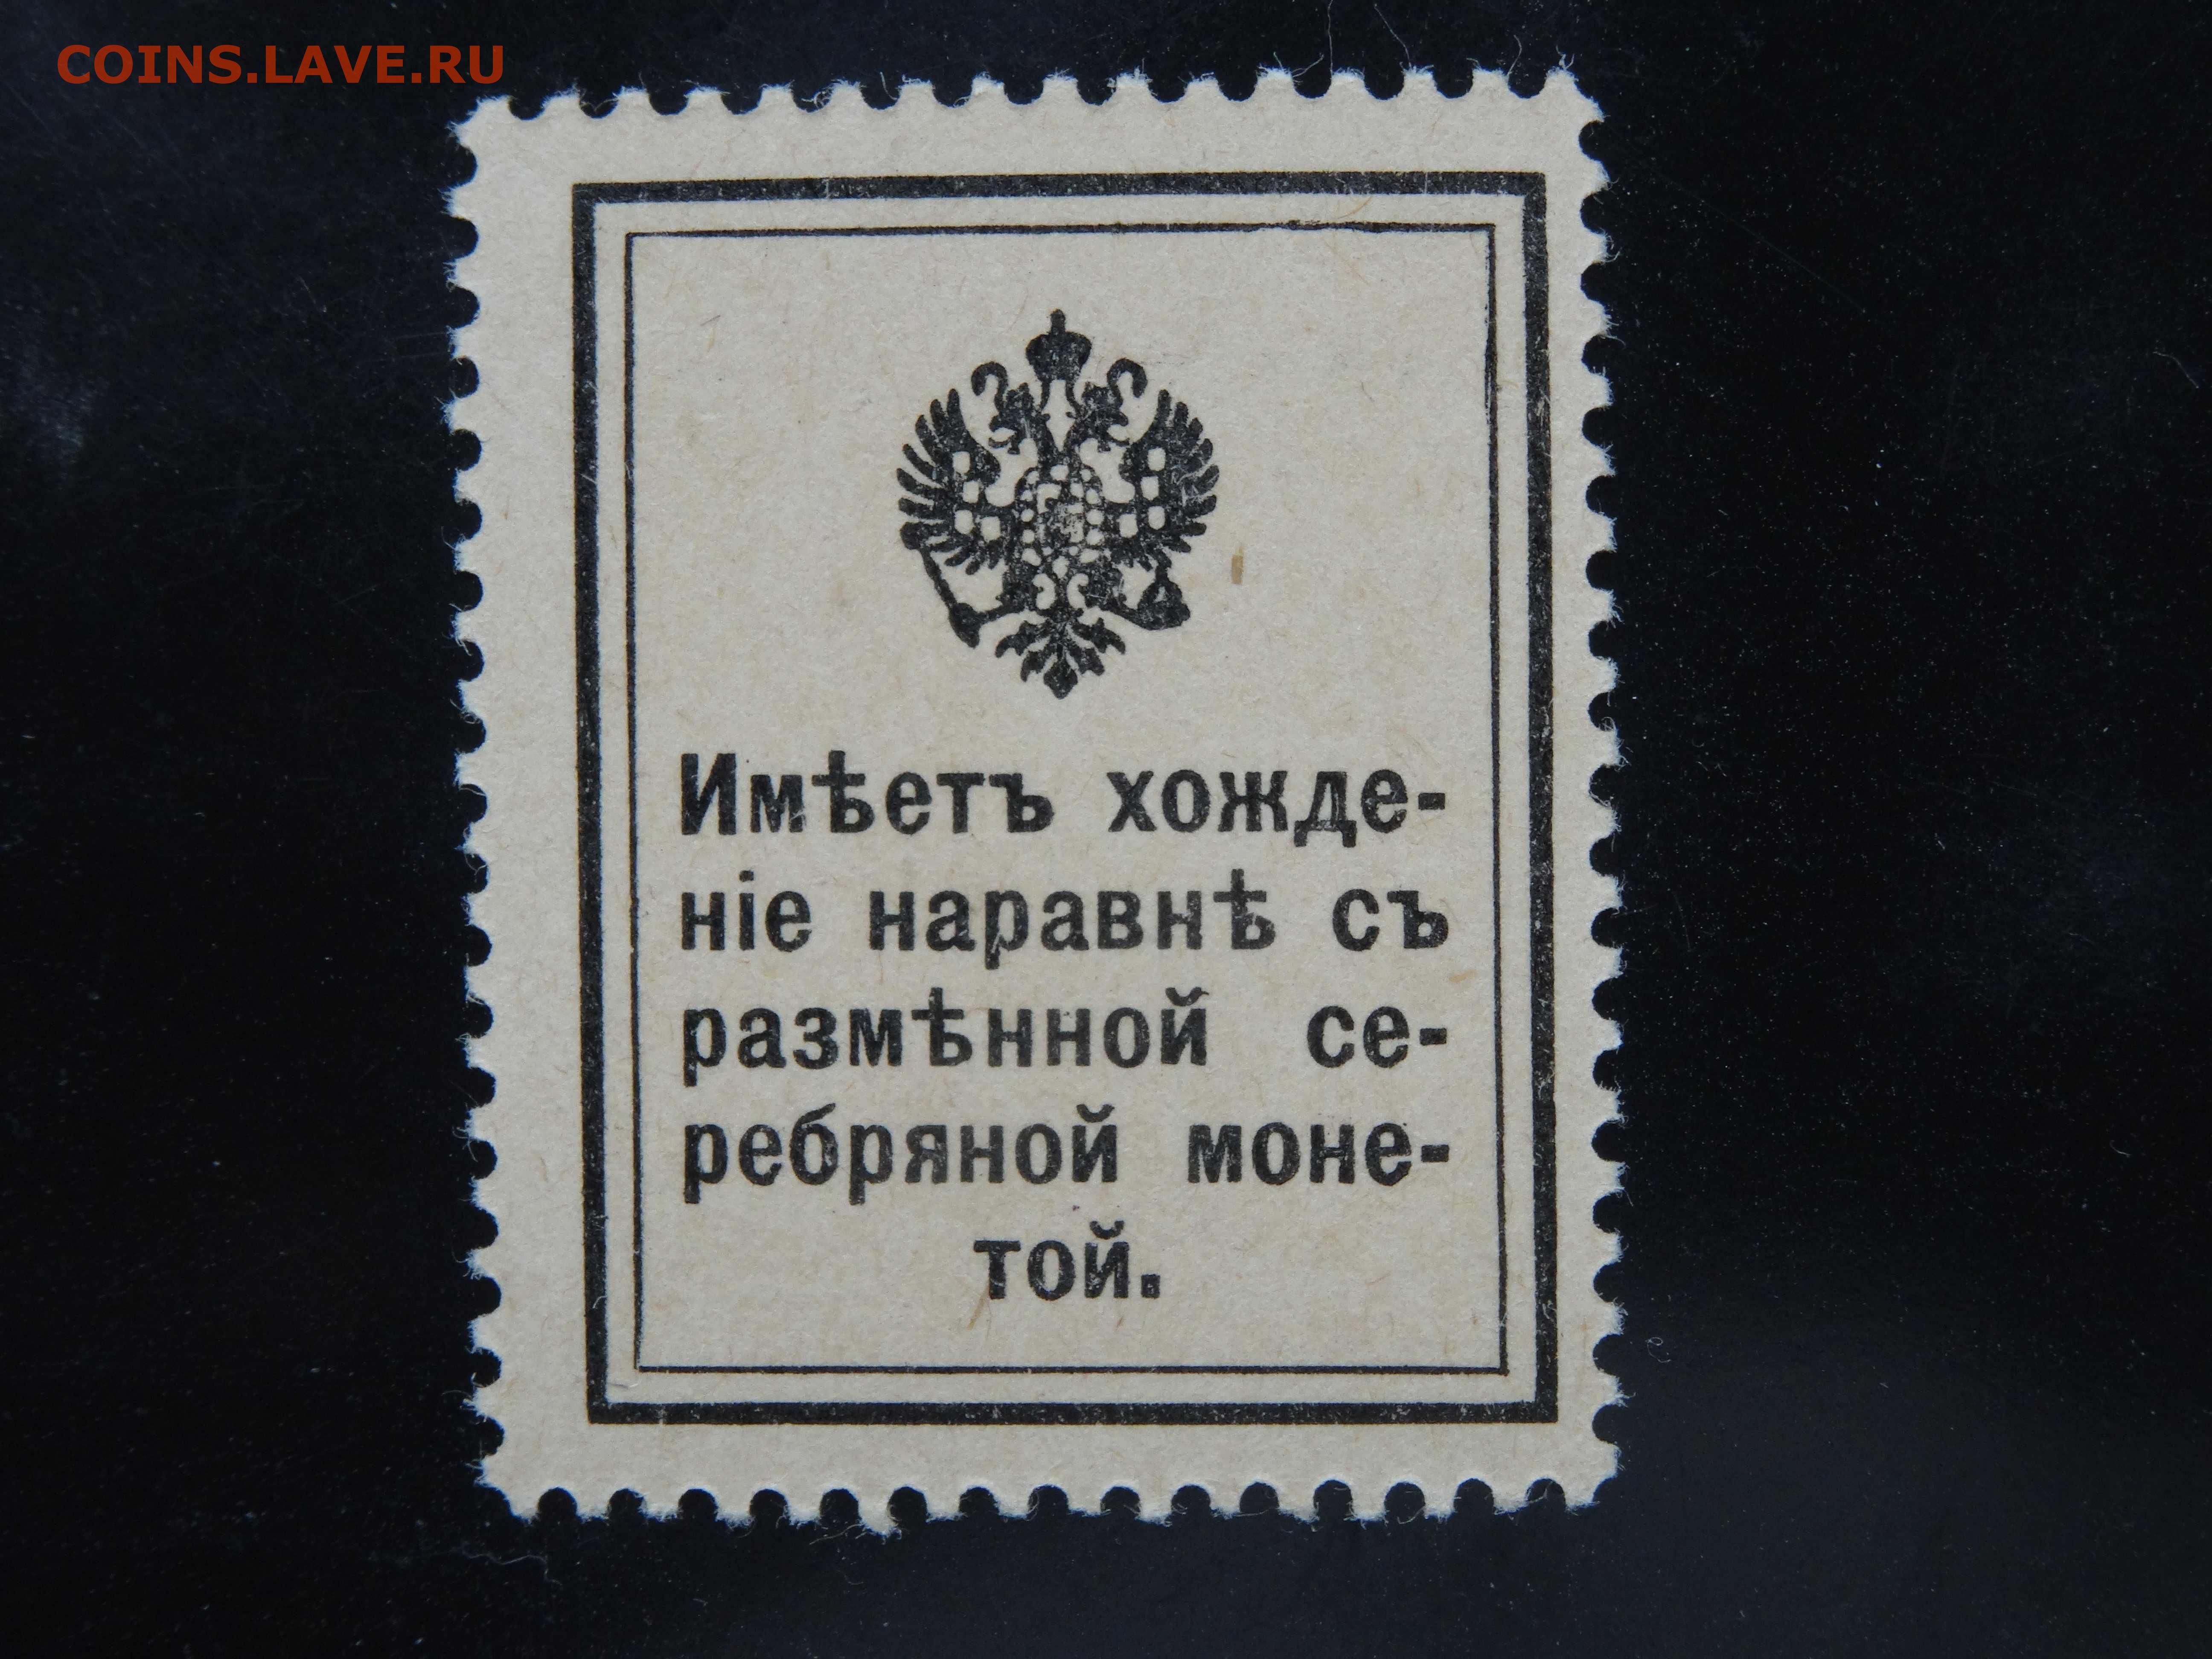 COINS.LAVE.RU
Имѣетъ хожде-
ніе наравнѣ съ
размѣнной се-
ребряной моне-
той.